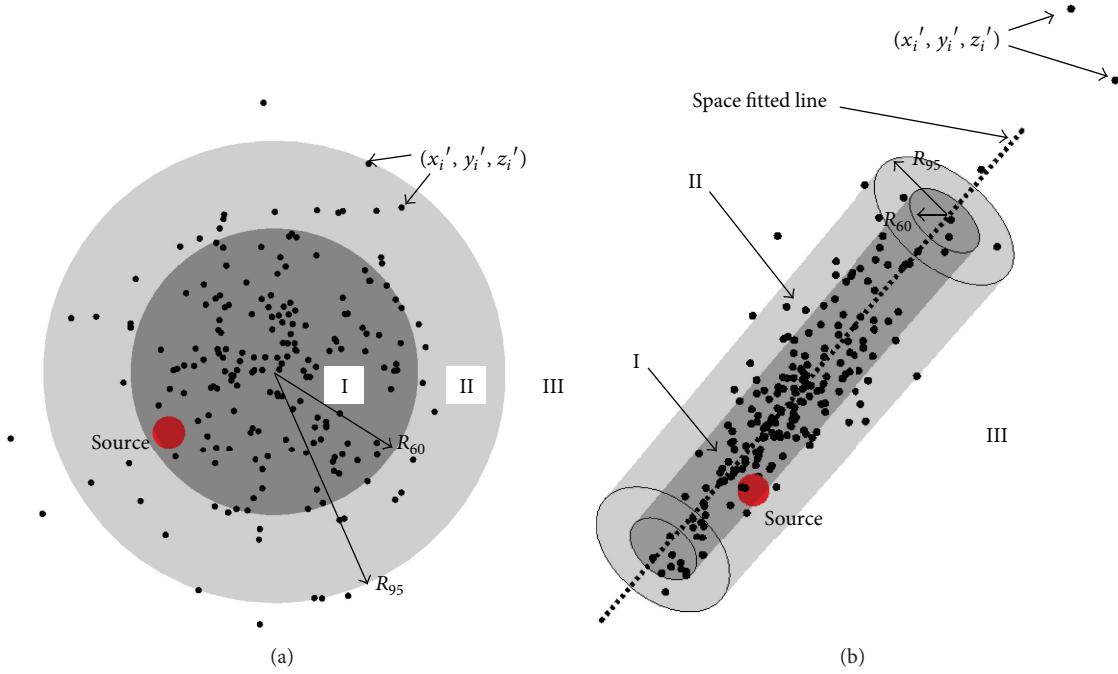 (xᵢ′, yᵢ′, zᵢ′)
I
II
III
Source
R₆₀
R₉₅
(a)
(xᵢ′, yᵢ′, zᵢ′)
Space fitted line
R₉₅
II
R₆₀
I
III
Source
(b)